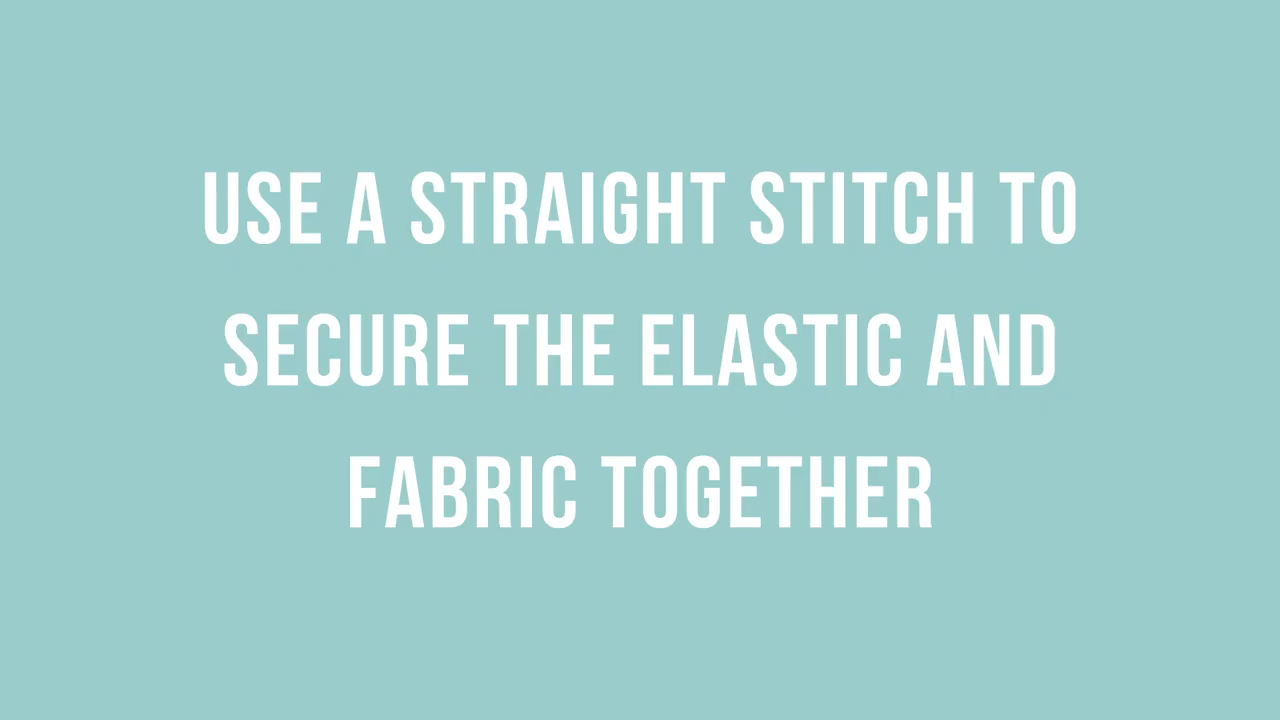 USE A STRAIGHT STITCH TO
SECURE THE ELASTIC AND
FABRIC TOGETHER